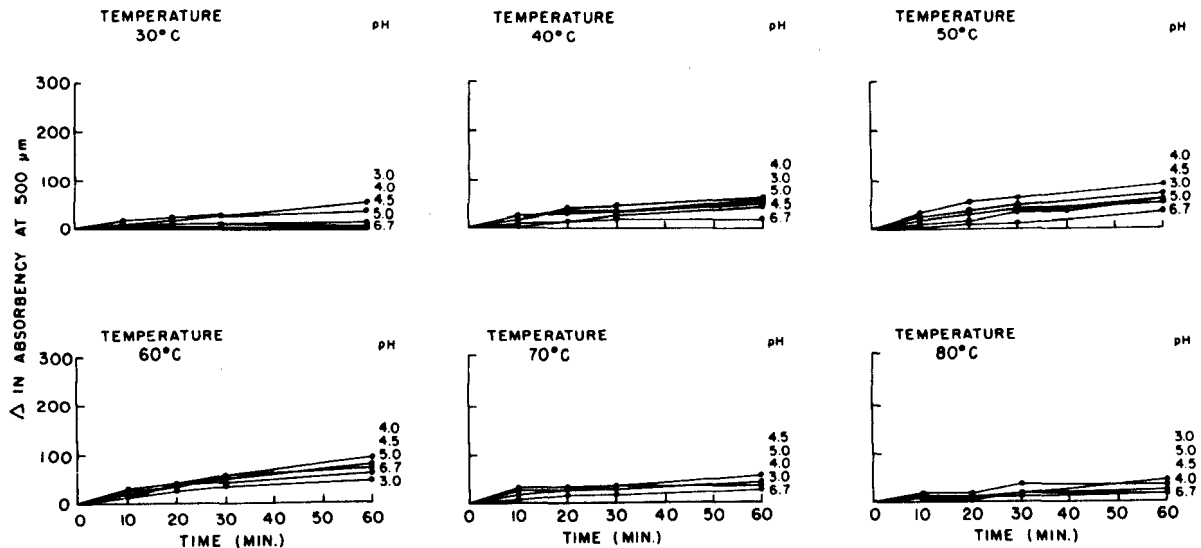 TEMPERATURE
30°C
pH
TEMPERATURE
40°C
pH
TEMPERATURE
50°C
pH
Δ IN ABSORBENCY AT 500 µm
300
200
100
0
3.0
4.0
4.5
5.0
6.7
4.0
3.0
5.0
4.5
6.7
4.0
4.5
3.0
5.0
6.7
TEMPERATURE
60°C
pH
TEMPERATURE
70°C
pH
TEMPERATURE
80°C
pH
300
200
100
0
4.0
4.5
5.0
6.7
3.0
4.5
5.0
4.0
3.0
6.7
3.0
5.0
4.5
4.0
6.7
0 10 20 30 40 50 60
TIME (MIN.)
0 10 20 30 40 50 60
TIME (MIN.)
0 10 20 30 40 50 60
TIME (MIN.)